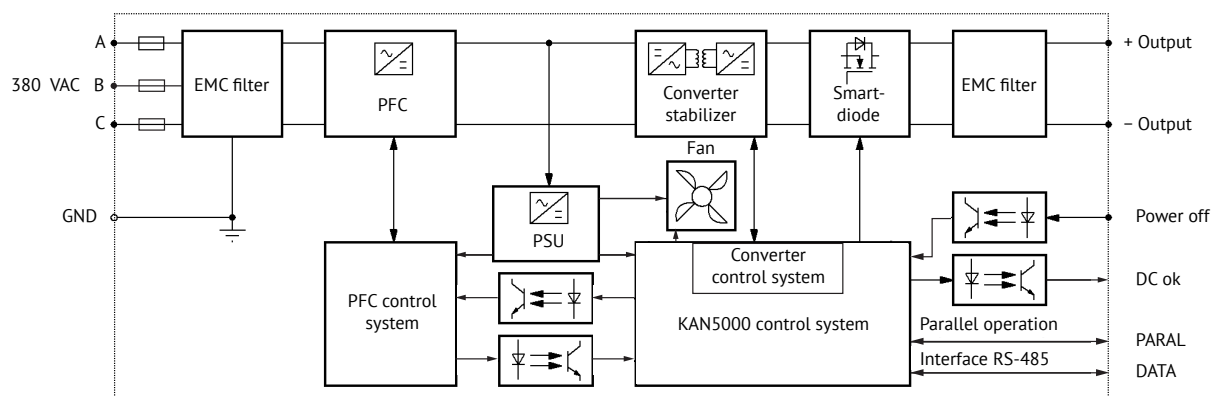 A
380 VAC B
C
EMC filter
PFC
Converter
stabilizer
Smart-
diode
EMC filter
+ Output
− Output
Fan
GND
PSU
Power off
PFC control
system
Converter
control system
KAN5000 control system
DC ok
Parallel operation
PARAL
Interface RS-485
DATA